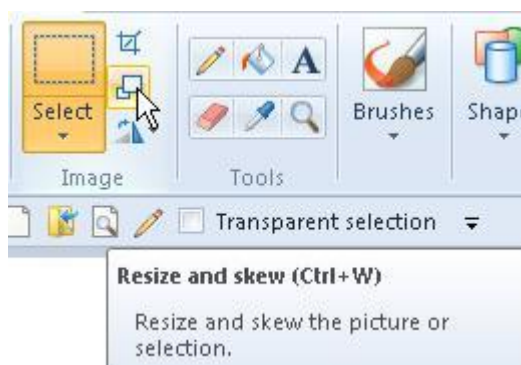 A
Select
Brushes
Shap
Image
Tools
Transparent selection
Resize and skew (Ctrl+W)
Resize and skew the picture or
selection.